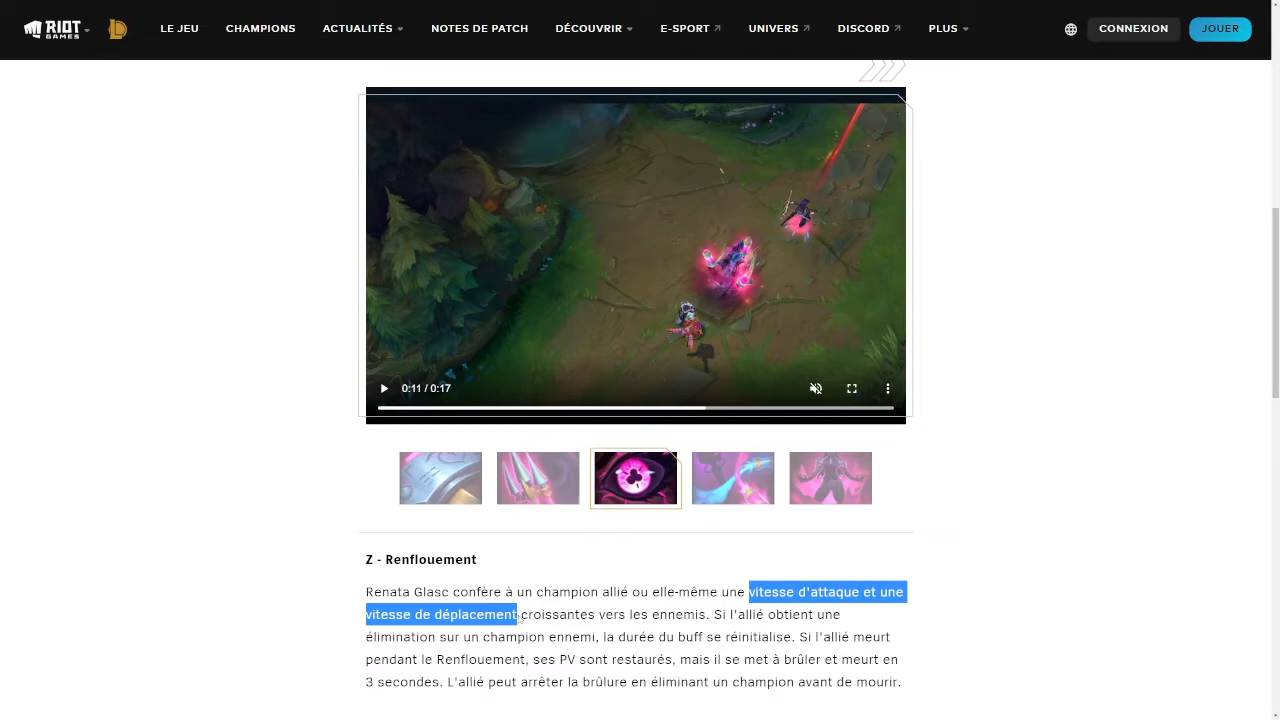 RIOT GAMES LE JEU CHAMPIONS ACTUALITÉS NOTES DE PATCH DÉCOUVRIR E-SPORT UNIVERS DISCORD PLUS CONNEXION JOUER
0:11 / 0:17
Z - Renflouement
Renata Glasc confère à un champion allié ou elle-même une vitesse d'attaque et une
vitesse de déplacement croissantes vers les ennemis. Si l'allié obtient une
élimination sur un champion ennemi, la durée du buff se réinitialise. Si l'allié meurt
pendant le Renflouement, ses PV sont restaurés, mais il se met à brûler et meurt en
3 secondes. L'allié peut arrêter la brûlure en éliminant un champion avant de mourir.